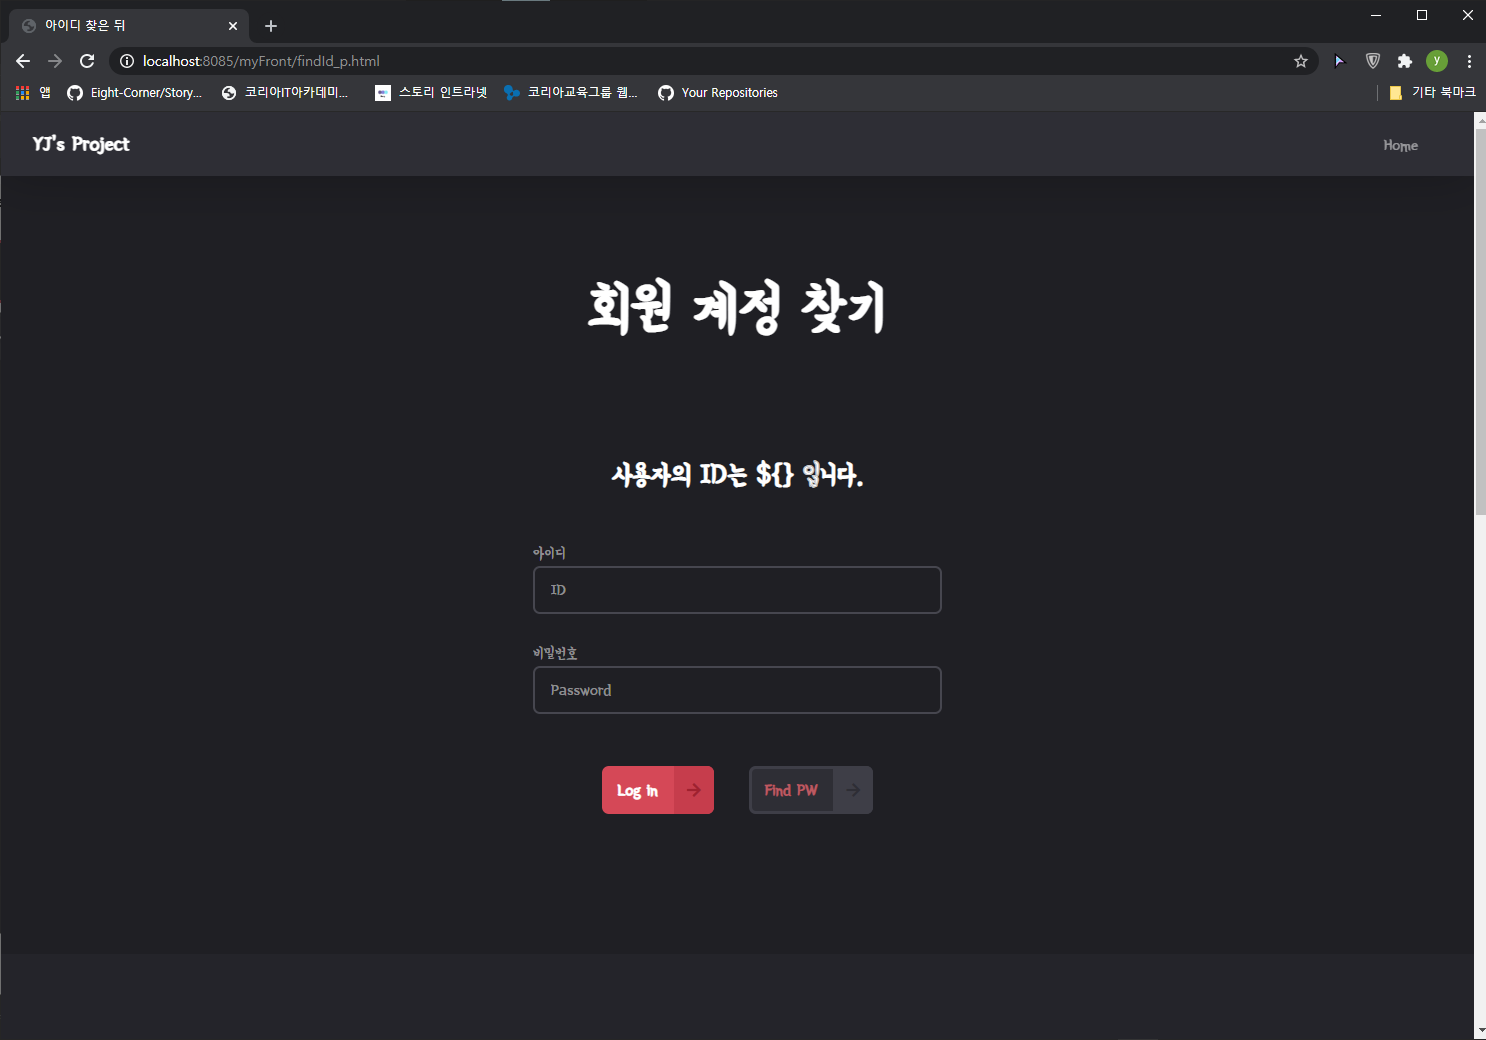 아이디 찾은 뒤
localhost:8085/myFront/findId_p.html
y
앱
Eight-Corner/Story...
코리아IT아카데미...
스토리 인트라넷
코리아교육그룹 웹...
Your Repositories
기타 북마크
YJ's Project
Home
회원 계정 찾기
사용자의 ID는 ${} 입니다.
아이디
ID
비밀번호
Password
Log in
Find PW